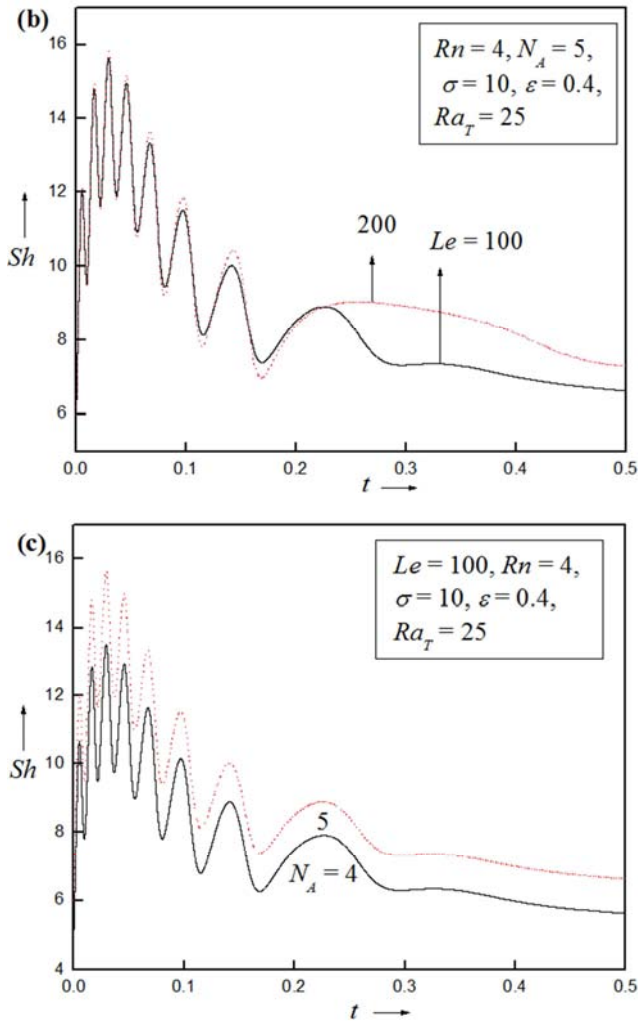 (b)
Rn = 4, N_A = 5,
σ = 10, ε = 0.4,
Ra_T = 25
16
14
12
10
8
6
Sh
200
Le = 100
0.0 0.1 0.2 0.3 0.4 0.5
t
(c)
Le = 100, Rn = 4,
σ = 10, ε = 0.4,
Ra_T = 25
16
14
12
10
8
6
4
Sh
5
N_A = 4
0.0 0.1 0.2 0.3 0.4 0.5
t